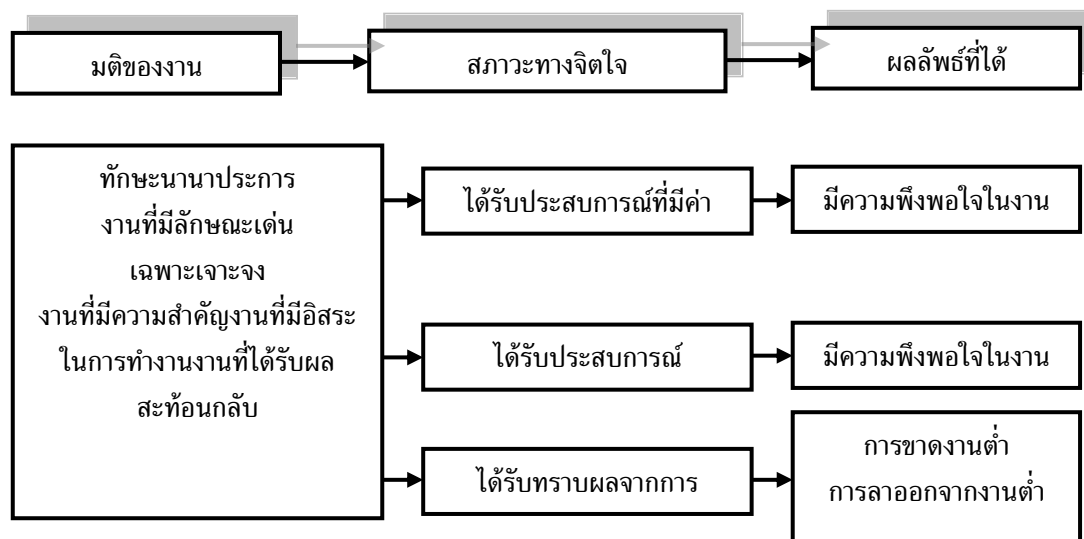 มติของงาน
สภาวะทางจิตใจ
ผลลัพธ์ที่ได้
ทักษะนานาประการ
งานที่มีลักษณะเด่น
เฉพาะเจาะจง
งานที่มีความสำคัญงานที่มีอิสระ
ในการทำงานงานที่ได้รับผล
สะท้อนกลับ
ได้รับประสบการณ์ที่มีค่า
มีความพึงพอใจในงาน
ได้รับประสบการณ์
มีความพึงพอใจในงาน
ได้รับทราบผลจากการ
การขาดงานต่ำ
การลาออกจากงานต่ำ